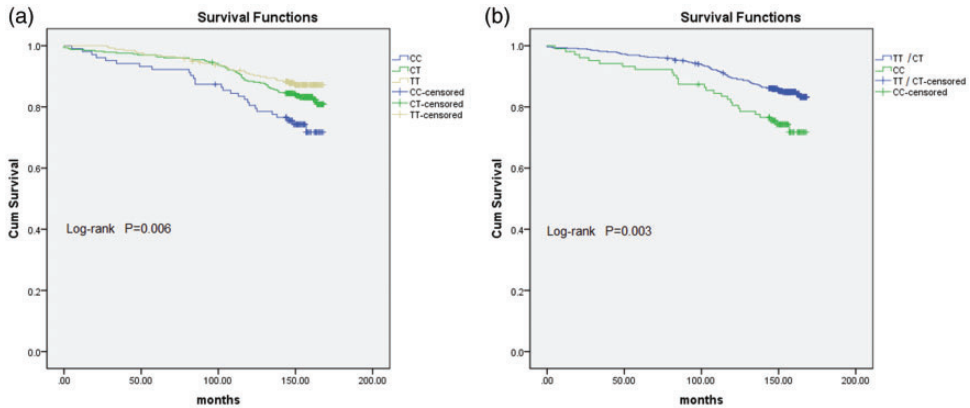 (a)
Survival Functions
1.0
0.8
0.6
0.4
0.2
0.0
Cum Survival
Log-rank P=0.006
.00 50.00 100.00 150.00 200.00
months
CC
CT
TT
CC-censored
CT-censored
TT-censored
(b)
Survival Functions
1.0
0.8
0.6
0.4
0.2
0.0
Cum Survival
Log-rank P=0.003
.00 50.00 100.00 150.00 200.00
months
TT / CT
CC
TT / CT-censored
CC-censored